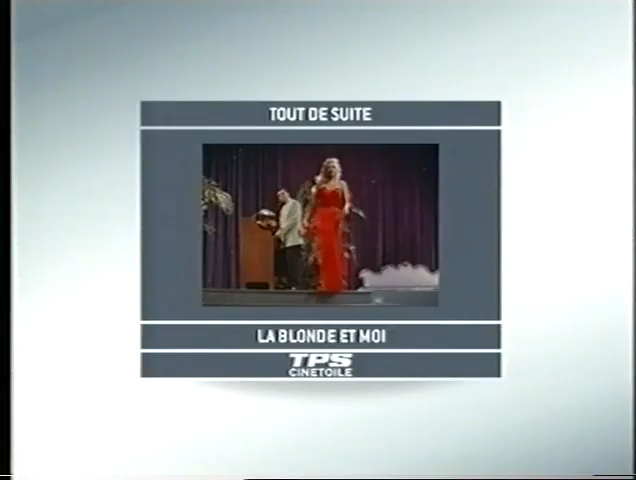 TOUT DE SUITE
LA BLONDE ET MOI
TPS
CINETOILE